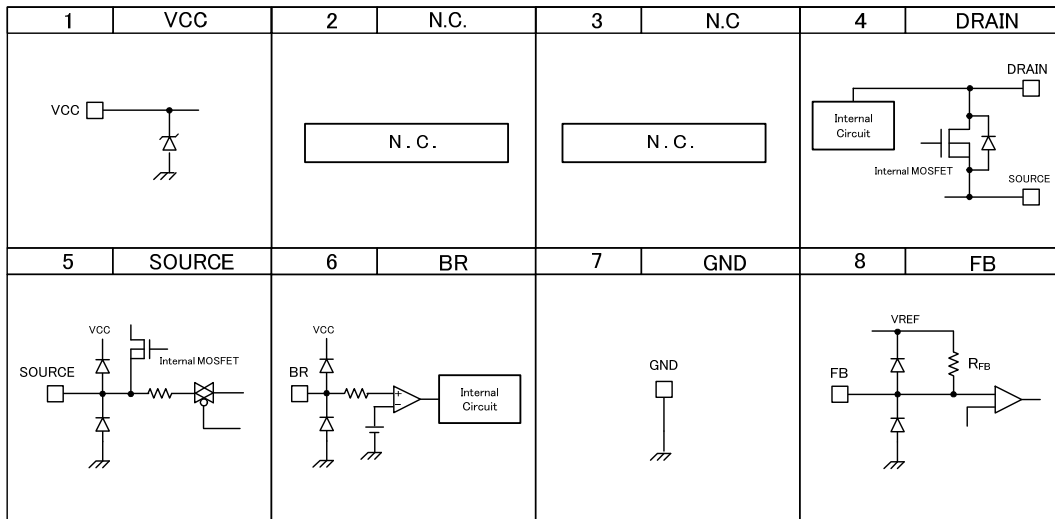 1 VCC 2 N.C. 3 N.C 4 DRAIN
VCC
N.C.
N.C.
DRAIN
Internal
Circuit
Internal MOSFET
SOURCE
5 SOURCE 6 BR 7 GND 8 FB
VCC
Internal MOSFET
SOURCE
VCC
BR
+
−
Internal
Circuit
GND
VREF
RFB
FB